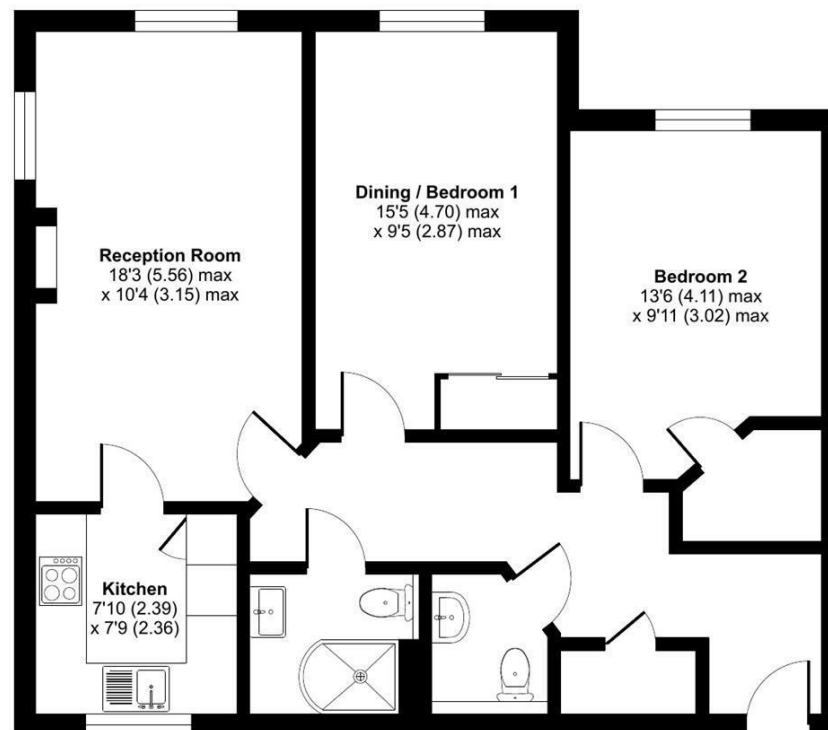 Reception Room
18'3 (5.56) max
x 10'4 (3.15) max
Dining / Bedroom 1
15'5 (4.70) max
x 9'5 (2.87) max
Bedroom 2
13'6 (4.11) max
x 9'11 (3.02) max
Kitchen
7'10 (2.39)
x 7'9 (2.36)